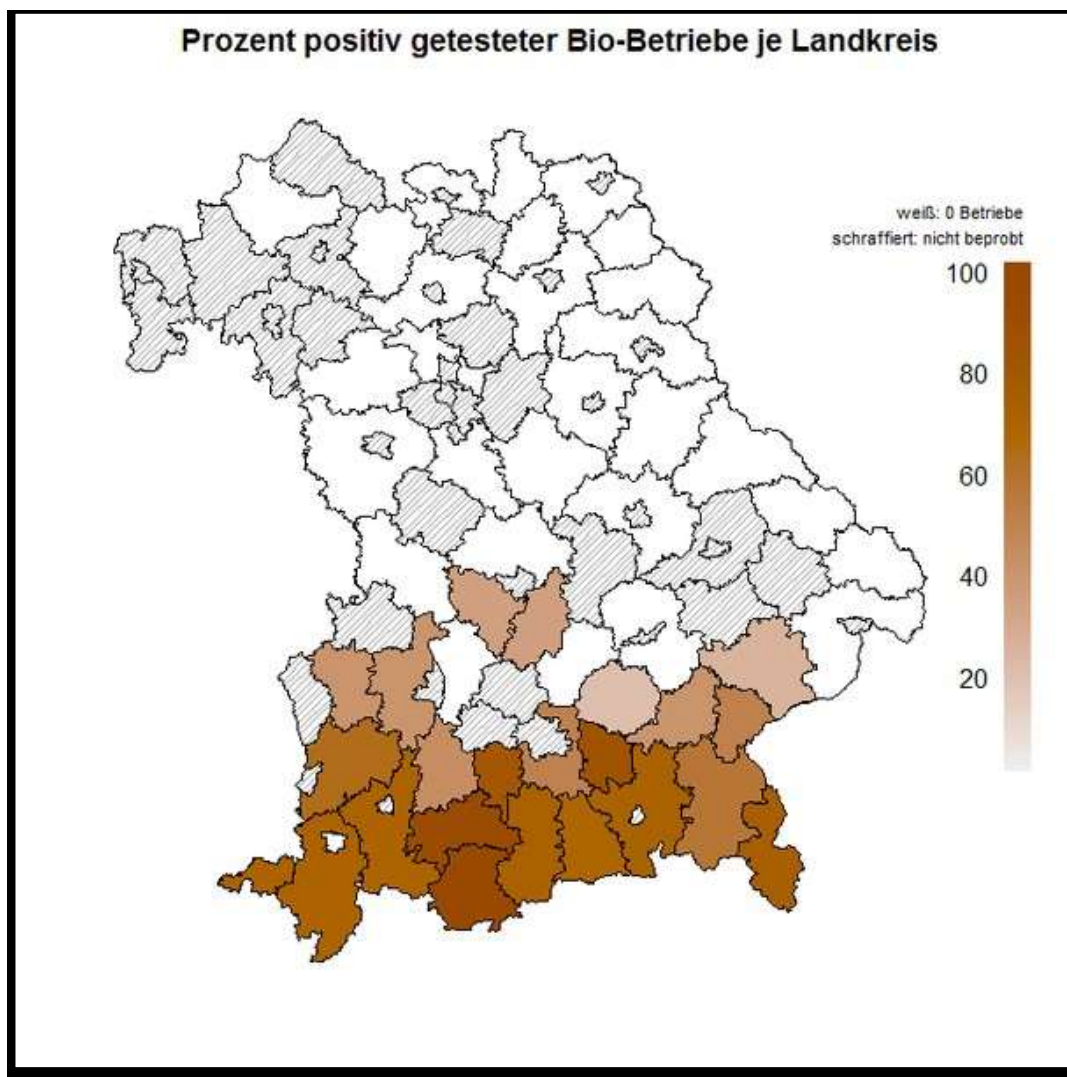 Prozent positiv getesteter Bio-Betriebe je Landkreis
weiß: 0 Betriebe
schraffiert: nicht beprobt
100
80
60
40
20